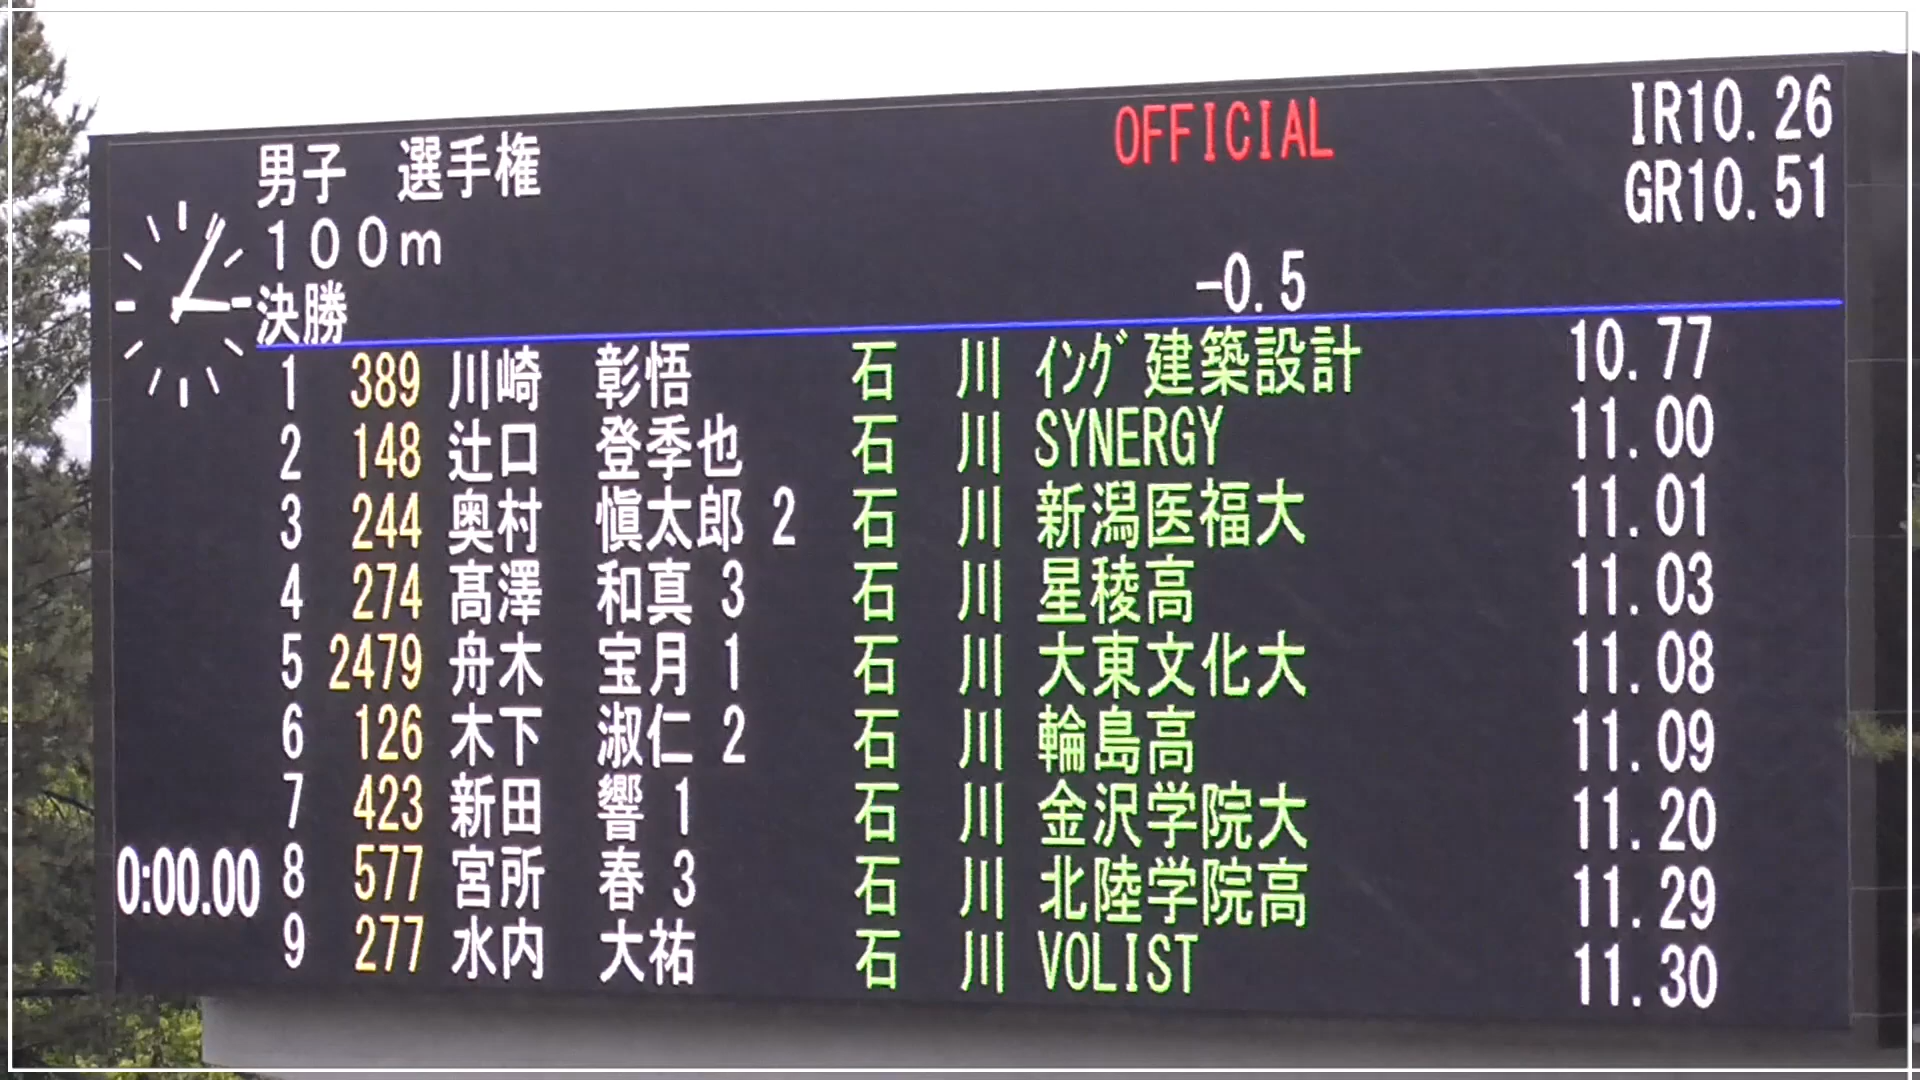 男子 選手権 OFFICIAL IR10.26
100m GR10.51
決勝 -0.5
1 389 川崎 彰悟 石 川 イング建築設計 10.77
2 148 辻口 登季也 石 川 SYNERGY 11.00
3 244 奥村 愼太郎 2 石 川 新潟医福大 11.01
4 274 髙澤 和真 3 石 川 星稜高 11.03
5 2479 舟木 宝月 1 石 川 大東文化大 11.08
6 126 木下 淑仁 2 石 川 輪島高 11.09
7 423 新田 響 1 石 川 金沢学院大 11.20
0:00.00 8 577 宮所 春 3 石 川 北陸学院高 11.29
9 277 水内 大祐 石 川 VOLIST 11.30